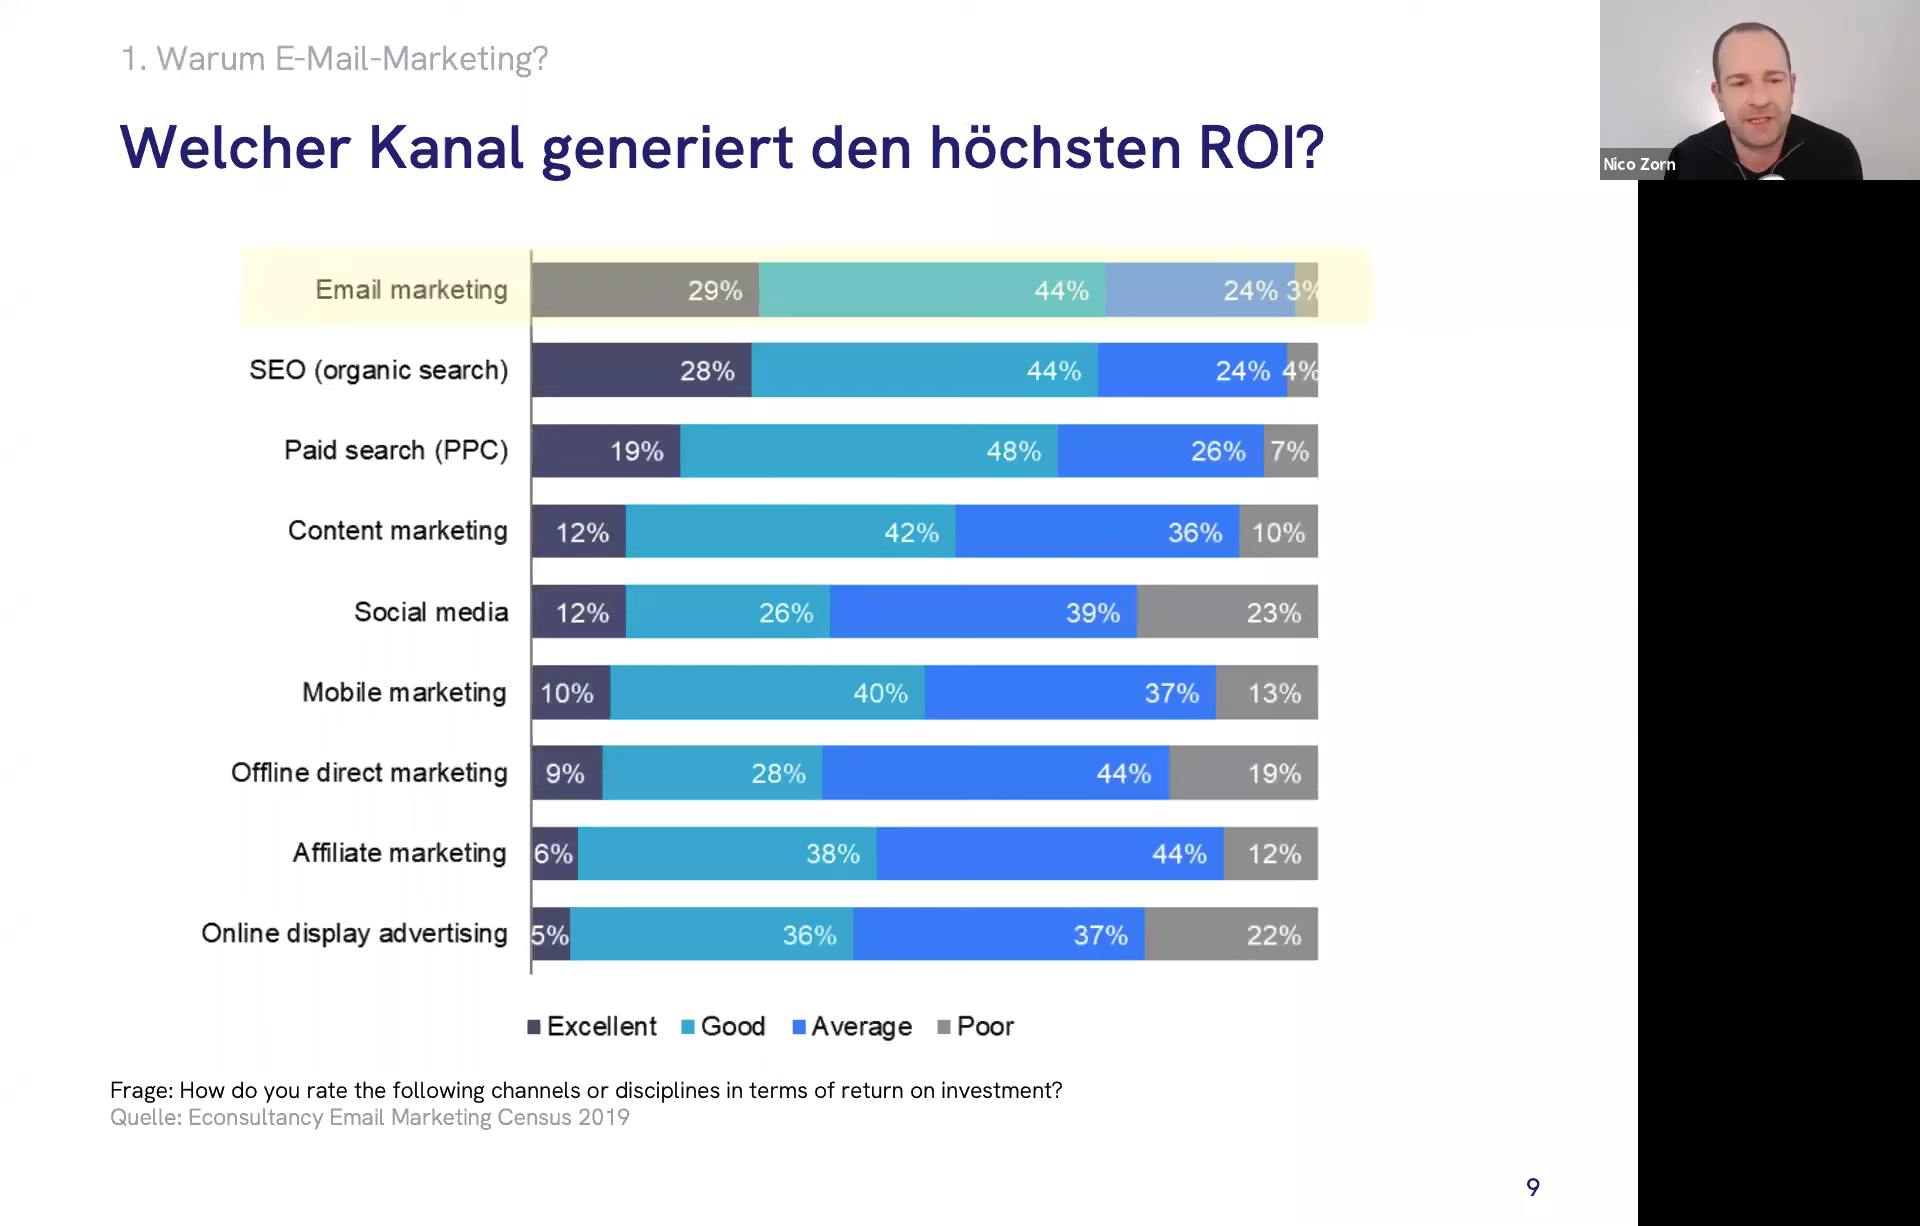 1. Warum E-Mail-Marketing?
Welcher Kanal generiert den höchsten ROI?
Nico Zorn
Email marketing 29% 44% 24% 3%
SEO (organic search) 28% 44% 24% 4%
Paid search (PPC) 19% 48% 26% 7%
Content marketing 12% 42% 36% 10%
Social media 12% 26% 39% 23%
Mobile marketing 10% 40% 37% 13%
Offline direct marketing 9% 28% 44% 19%
Affiliate marketing 6% 38% 44% 12%
Online display advertising 5% 36% 37% 22%
Excellent Good Average Poor
Frage: How do you rate the following channels or disciplines in terms of return on investment?
Quelle: Econsultancy Email Marketing Census 2019
9